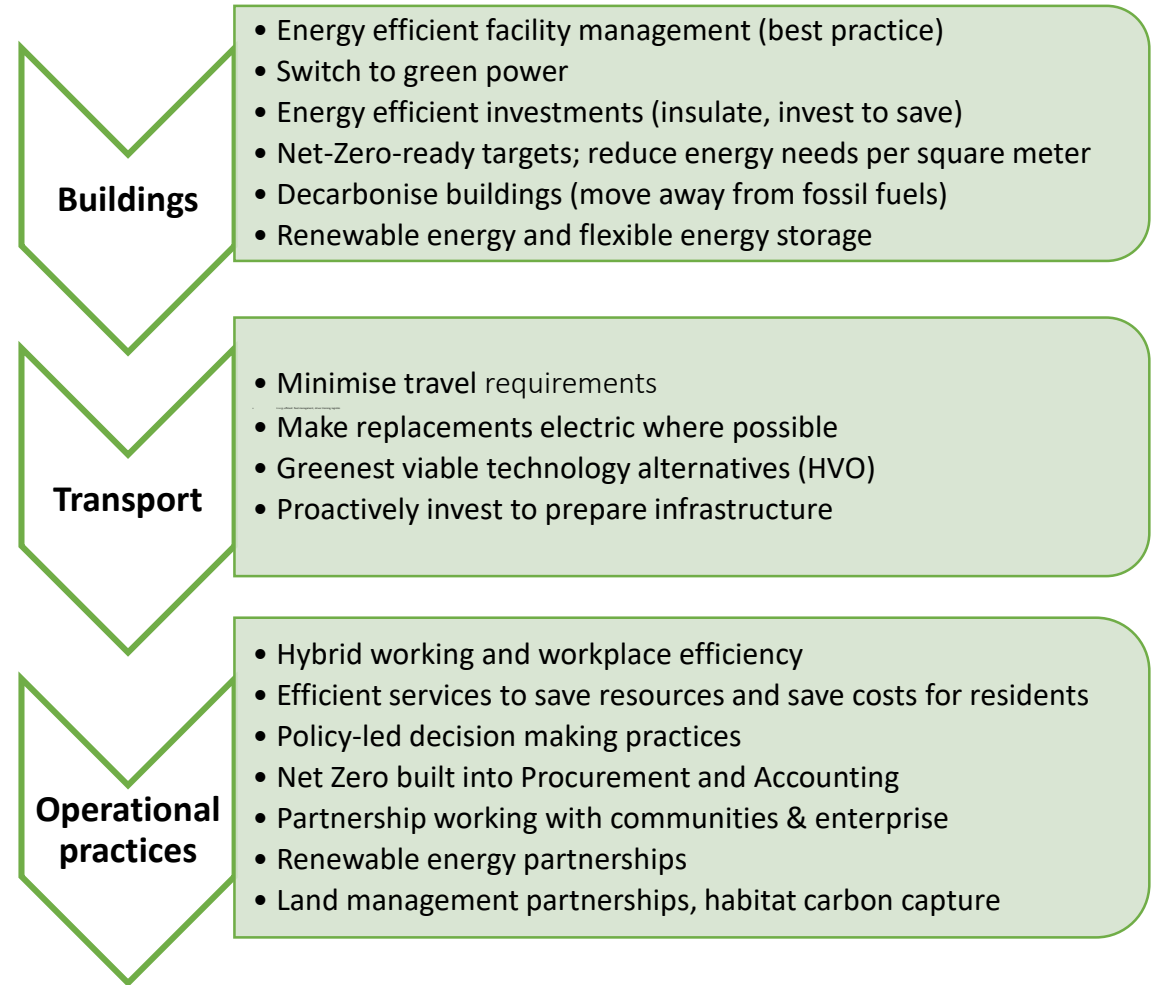 Buildings
• Energy efficient facility management (best practice)
• Switch to green power
• Energy efficient investments (insulate, invest to save)
• Net-Zero-ready targets; reduce energy needs per square meter
• Decarbonise buildings (move away from fossil fuels)
• Renewable energy and flexible energy storage
Transport
• Minimise travel requirements
• Make replacements electric where possible
• Greenest viable technology alternatives (HVO)
• Proactively invest to prepare infrastructure
Operational
practices
• Hybrid working and workplace efficiency
• Efficient services to save resources and save costs for residents
• Policy-led decision making practices
• Net Zero built into Procurement and Accounting
• Partnership working with communities & enterprise
• Renewable energy partnerships
• Land management partnerships, habitat carbon capture